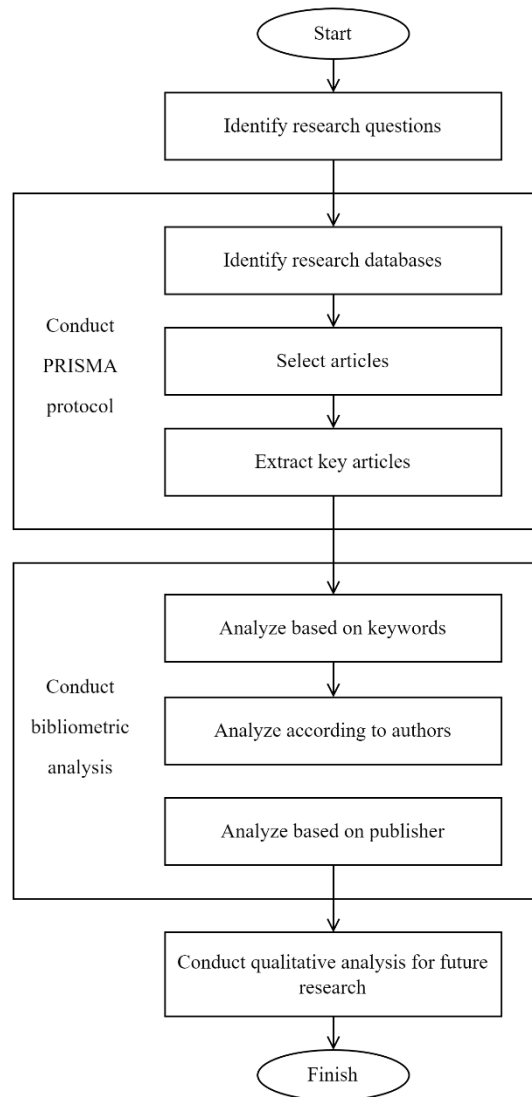 Start
Identify research questions
Identify research databases
Conduct
PRISMA
protocol
Select articles
Extract key articles
Analyze based on keywords
Conduct
bibliometric
analysis
Analyze according to authors
Analyze based on publisher
Conduct qualitative analysis for future
research
Finish